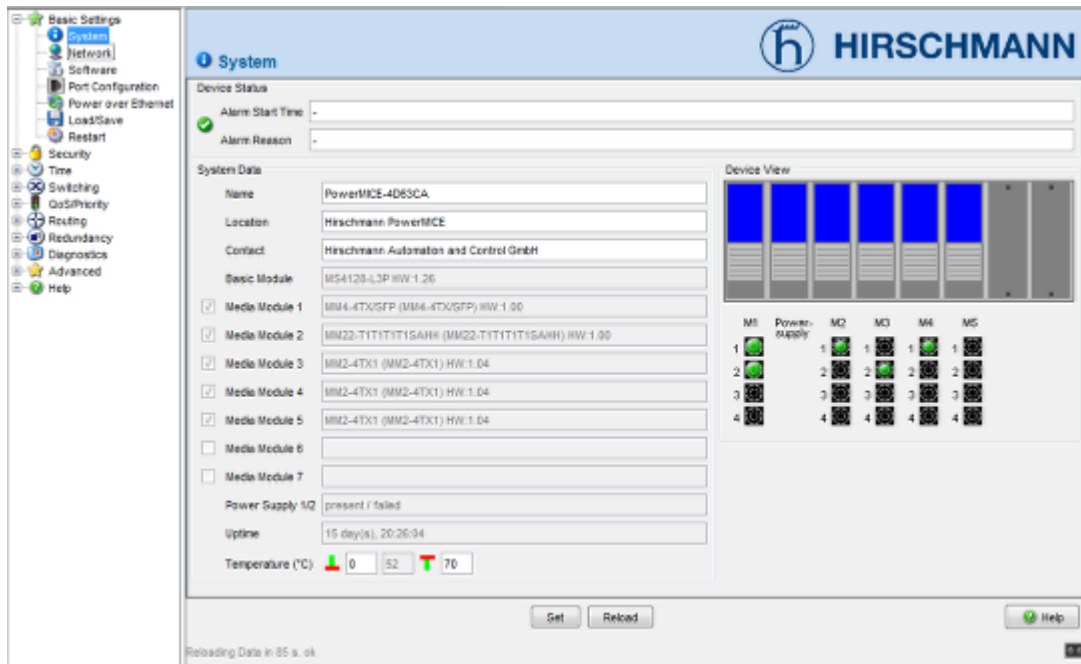 Basic Settings
System
Network
Software
Port Configuration
Power over Ethernet
Load/Save
Restart
Security
Time
Switching
QoS/Priority
Routing
Redundancy
Diagnostics
Advanced
Help
System
HIRSCHMANN
Device Status
Alarm Start Time -
Alarm Reason -
System Data
Name PowerMICE-4D63CA
Location Hirschmann PowerMICE
Contact Hirschmann Automation and Control GmbH
Basic Module MS4128-L3P HW:1.26
Media Module 1 MM4-4TX/SFP (MM4-4TX/SFP) HW:1.00
Media Module 2 MM22-T1T1T1T1SAHH (MM22-T1T1T1T1SAHH) HW:1.00
Media Module 3 MM2-4TX1 (MM2-4TX1) HW:1.04
Media Module 4 MM2-4TX1 (MM2-4TX1) HW:1.04
Media Module 5 MM2-4TX1 (MM2-4TX1) HW:1.04
Media Module 6
Media Module 7
Power Supply 1/2 present / failed
Uptime 15 day(s), 20:26:04
Temperature (°C) 0 52 70
Device View
M1 Power-supply M2 M3 M4 M5
1 1 1 1 1
2 2 2 2 2
3 3 3 3 3
4 4 4 4 4
Set Reload Help
Reloading Data in 85 s. ok